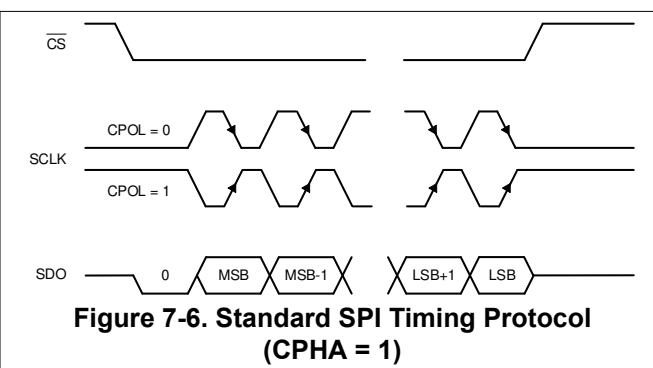 CS
CPOL = 0
SCLK
CPOL = 1
SDO 0 MSB MSB-1 LSB+1 LSB
Figure 7-6. Standard SPI Timing Protocol
(CPHA = 1)